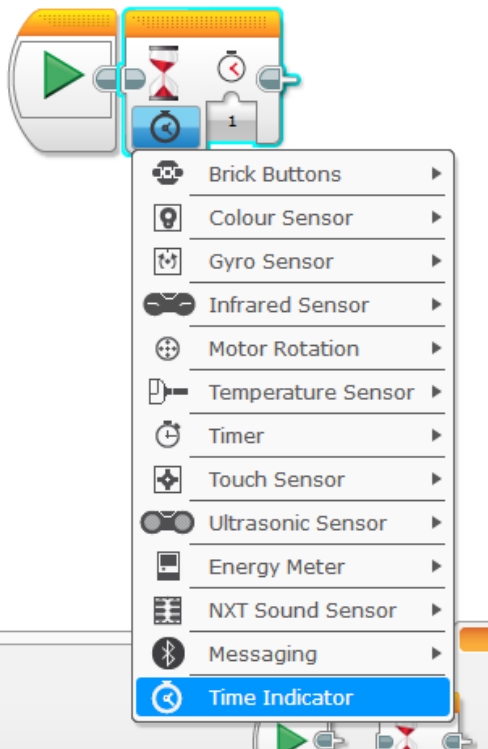 1
Brick Buttons
Colour Sensor
Gyro Sensor
Infrared Sensor
Motor Rotation
Temperature Sensor
Timer
Touch Sensor
Ultrasonic Sensor
Energy Meter
NXT Sound Sensor
Messaging
Time Indicator